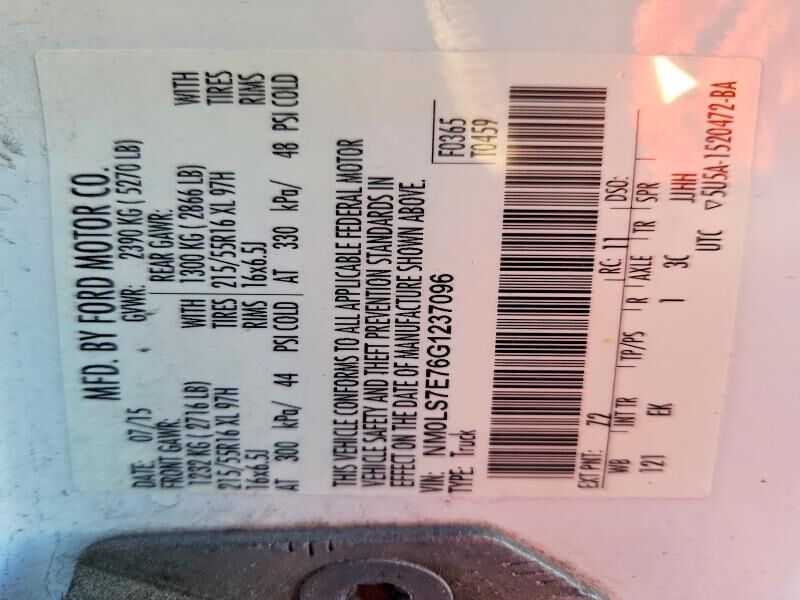 MFD. BY FORD MOTOR CO.
DATE: 07/15 GVWR: 2390 KG ( 5270 LB)
FRONT GAWR: REAR GAWR:
1232 KG (2716 LB) WITH 1300 KG (2866 LB) WITH
215/55R16 XL 97H TIRES 215/55R16 XL 97H TIRES
16x6.5J RIMS 16x6.5J RIMS
AT 300 kPa/ 44 PSI COLD AT 330 kPa/ 48 PSI COLD
THIS VEHICLE CONFORMS TO ALL APPLICABLE FEDERAL MOTOR
VEHICLE SAFETY AND THEFT PREVENTION STANDARDS IN
EFFECT ON THE DATE OF MANUFACTURE SHOWN ABOVE.
VIN: NM0LS7E76G1237096 F0365
TYPE: Truck T0459
EXT PNT: Z2 RC: 11 DSO:
WB INT TR TP/PS R AXLE TR SPR
121 EK 1 3C JJHH
UTC ▽5U5A-1520472-BA